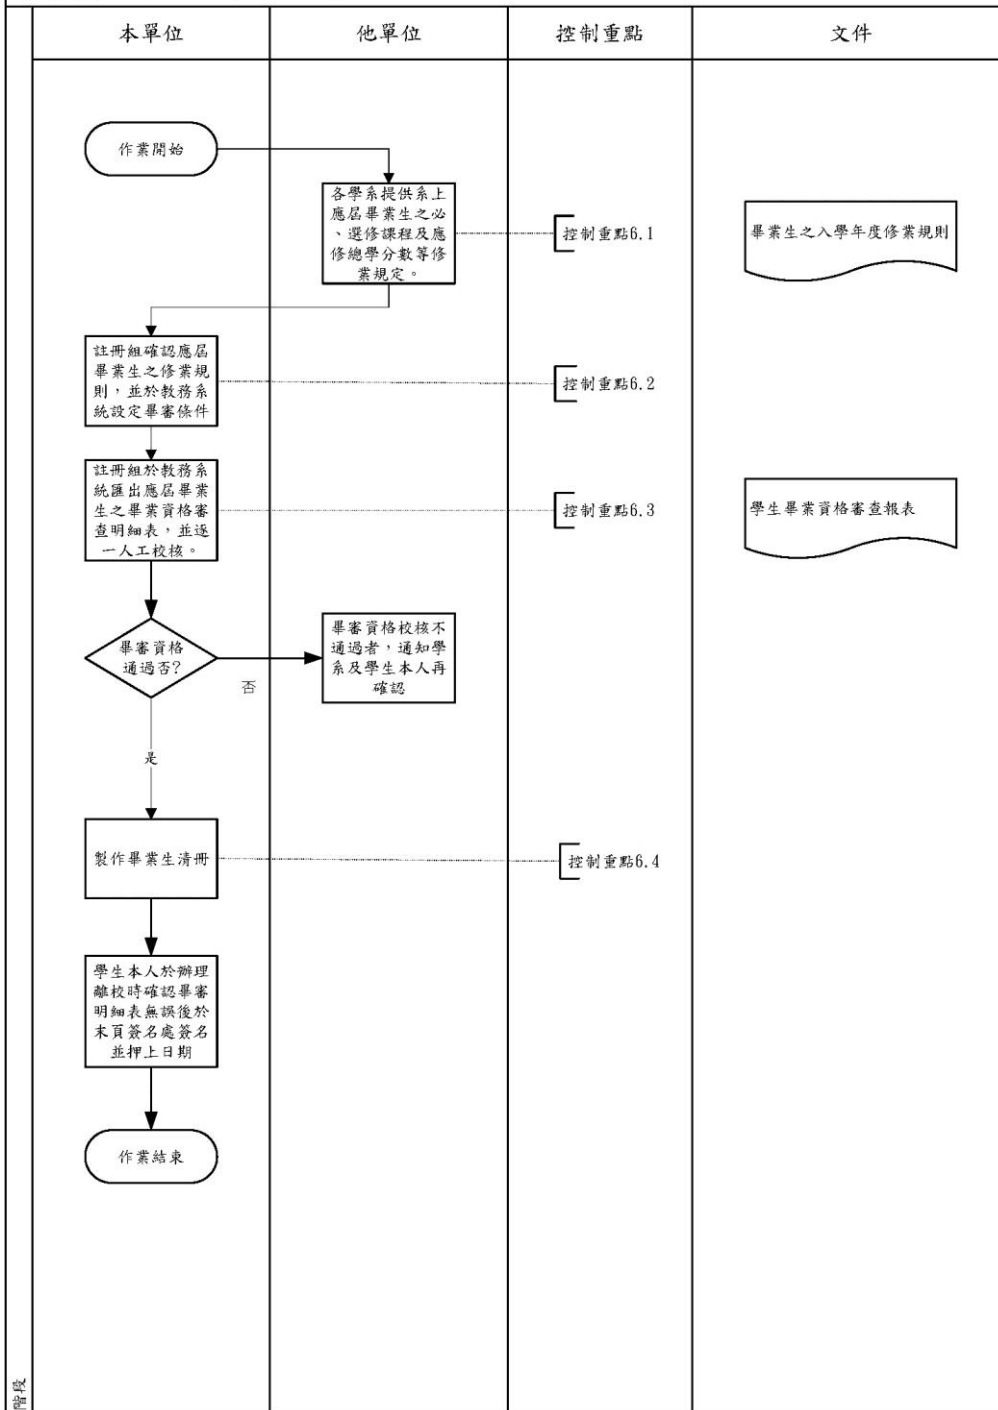 本單位
他單位
控制重點
文件
作業開始
各學系提供系上
應屆畢業生之必
、選修課程及應
修總學分數等修
業規定。
控制重點6.1
畢業生之入學年度修業規則
註冊組確認應屆
畢業生之修業規
則，並於教務系
統設定畢審條件
控制重點6.2
註冊組於教務系
統匯出應屆畢業
生之畢業資格審
查明細表，並逐
一人工校核。
控制重點6.3
學生畢業資格審查報表
畢審資格
通過否?
否
畢審資格校核不
通過者，通知學
系及學生本人再
確認
是
製作畢業生清冊
控制重點6.4
學生本人於辦理
離校時確認畢審
明細表無誤後於
末頁簽名處簽名
並押上日期
作業結束
階段